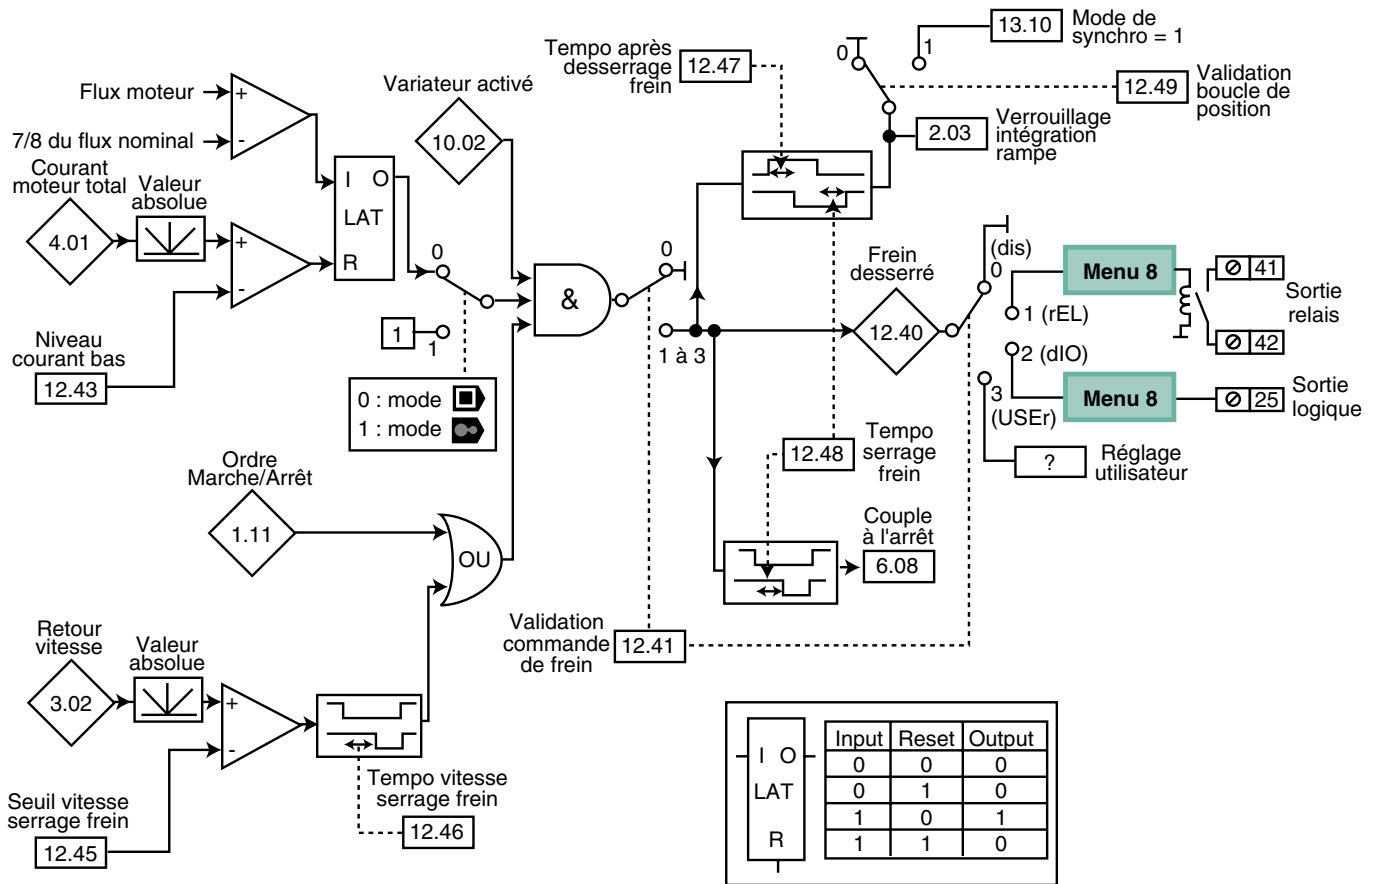 Flux moteur
+
7/8 du flux nominal
-
Courant
moteur total
4.01
Valeur
absolue
+
-
I O
LAT
R
Niveau
courant bas
12.43
Variateur activé
10.02
0
1
1
0 : mode
1 : mode
&
0
1 à 3
Ordre
Marche/Arrêt
1.11
OU
Retour
vitesse
3.02
Valeur
absolue
+
-
Seuil vitesse
serrage frein
12.45
Tempo vitesse
serrage frein
12.46
Tempo après
desserrage
frein
12.47
0
1
13.10
Mode de
synchro = 1
12.49
Validation
boucle de
position
2.03
Verrouillage
intégration
rampe
Frein
desserré
12.40
(dis)
0
1 (rEL)
2 (dIO)
3
(USEr)
Menu 8
41
Sortie
relais
42
Menu 8
25
Sortie
logique
?
Réglage
utilisateur
12.48
Tempo
serrage
frein
Couple
à l'arrêt
6.08
Validation
commande
de frein
12.41
I O
LAT
R
Input Reset Output
0 0 0
0 1 0
1 0 1
1 1 0